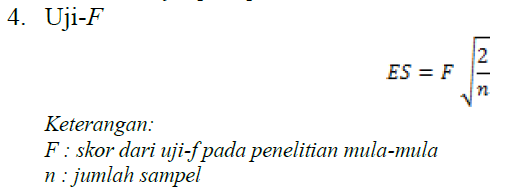 4. Uji-F
ES = F √(2/n)
Keterangan:
F : skor dari uji-f pada penelitian mula-mula
n : jumlah sampel